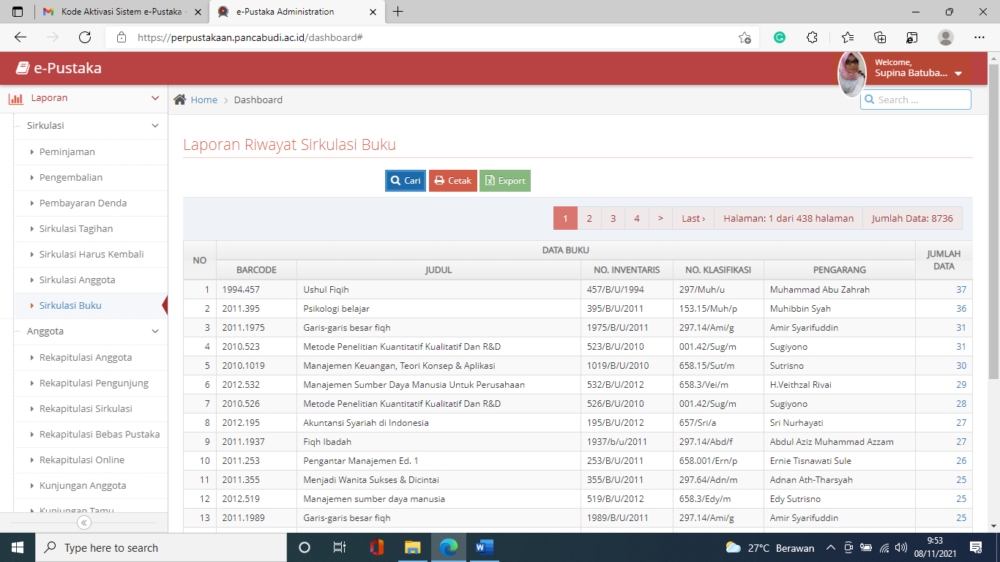 Kode Aktivasi Sistem e-Pustaka -
e-Pustaka Administration
https://perpustakaan.pancabudi.ac.id/dashboard#
e-Pustaka
Welcome,
Supina Batuba...
Laporan
Home
Dashboard
Search ...
Sirkulasi
Peminjaman
Pengembalian
Pembayaran Denda
Sirkulasi Tagihan
Sirkulasi Harus Kembali
Sirkulasi Anggota
Sirkulasi Buku
Anggota
Rekapitulasi Anggota
Rekapitulasi Pengunjung
Rekapitulasi Sirkulasi
Rekapitulasi Bebas Pustaka
Rekapitulasi Online
Kunjungan Anggota
Kunjungan Tamu
Laporan Riwayat Sirkulasi Buku
Cari Cetak Export
1 2 3 4 > Last › Halaman: 1 dari 438 halaman Jumlah Data: 8736
NO DATA BUKU JUMLAH DATA
BARCODE JUDUL NO. INVENTARIS NO. KLASIFIKASI PENGARANG
1 1994.457 Ushul Fiqih 457/B/U/1994 297/Muh/u Muhammad Abu Zahrah 37
2 2011.395 Psikologi belajar 395/B/U/2011 153.15/Muh/p Muhibbin Syah 36
3 2011.1975 Garis-garis besar fiqh 1975/B/U/2011 297.14/Ami/g Amir Syarifuddin 31
4 2010.523 Metode Penelitian Kuantitatif Kualitatif Dan R&D 523/B/U/2010 001.42/Sug/m Sugiyono 31
5 2010.1019 Manajemen Keuangan, Teori Konsep & Aplikasi 1019/B/U/2010 658.15/Sut/m Sutrisno 30
6 2012.532 Manajemen Sumber Daya Manusia Untuk Perusahaan 532/B/U/2012 658.3/Vei/m H.Veithzal Rivai 29
7 2010.526 Metode Penelitian Kuantitatif Kualitatif Dan R&D 526/B/U/2010 001.42/Sug/m Sugiyono 28
8 2012.195 Akuntansi Syariah di Indonesia 195/B/U/2012 657/Sri/a Sri Nurhayati 27
9 2011.1937 Fiqh Ibadah 1937/b/u/2011 297.14/Abd/f Abdul Aziz Muhammad Azzam 27
10 2011.253 Pengantar Manajemen Ed. 1 253/B/U/2011 658.001/Ern/p Ernie Tisnawati Sule 26
11 2011.355 Menjadi Wanita Sukses & Dicintai 355/B/U/2011 297.64/Adn/m Adnan Ath-Tharsyah 25
12 2012.519 Manajemen sumber daya manusia 519/B/U/2012 658.3/Edy/m Edy Sutrisno 25
13 2011.1989 Garis-garis besar fiqh 1989/B/U/2011 297.14/Ami/g Amir Syarifuddin 25
Type here to search
27°C Berawan
9:53
08/11/2021